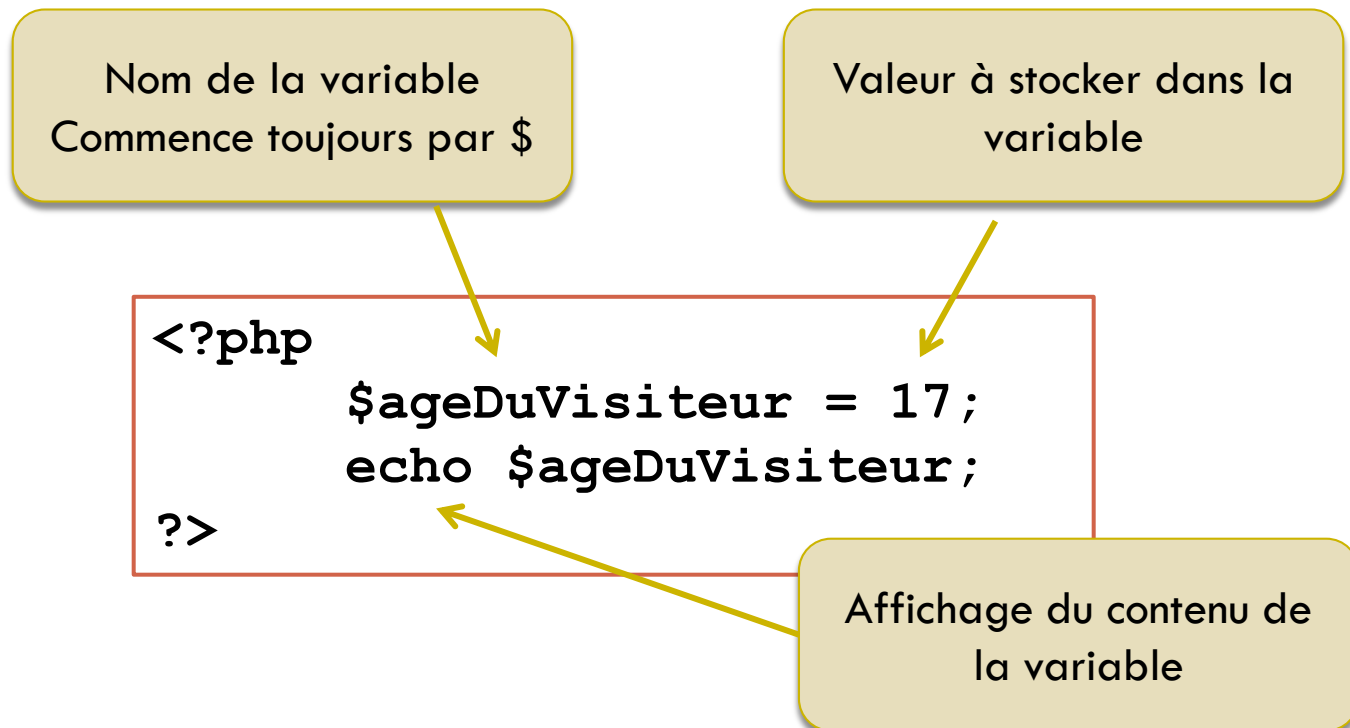 Nom de la variable
Commence toujours par $
Valeur à stocker dans la
variable
<?php
$ageDuVisiteur = 17;
echo $ageDuVisiteur;
?>
Affichage du contenu de
la variable